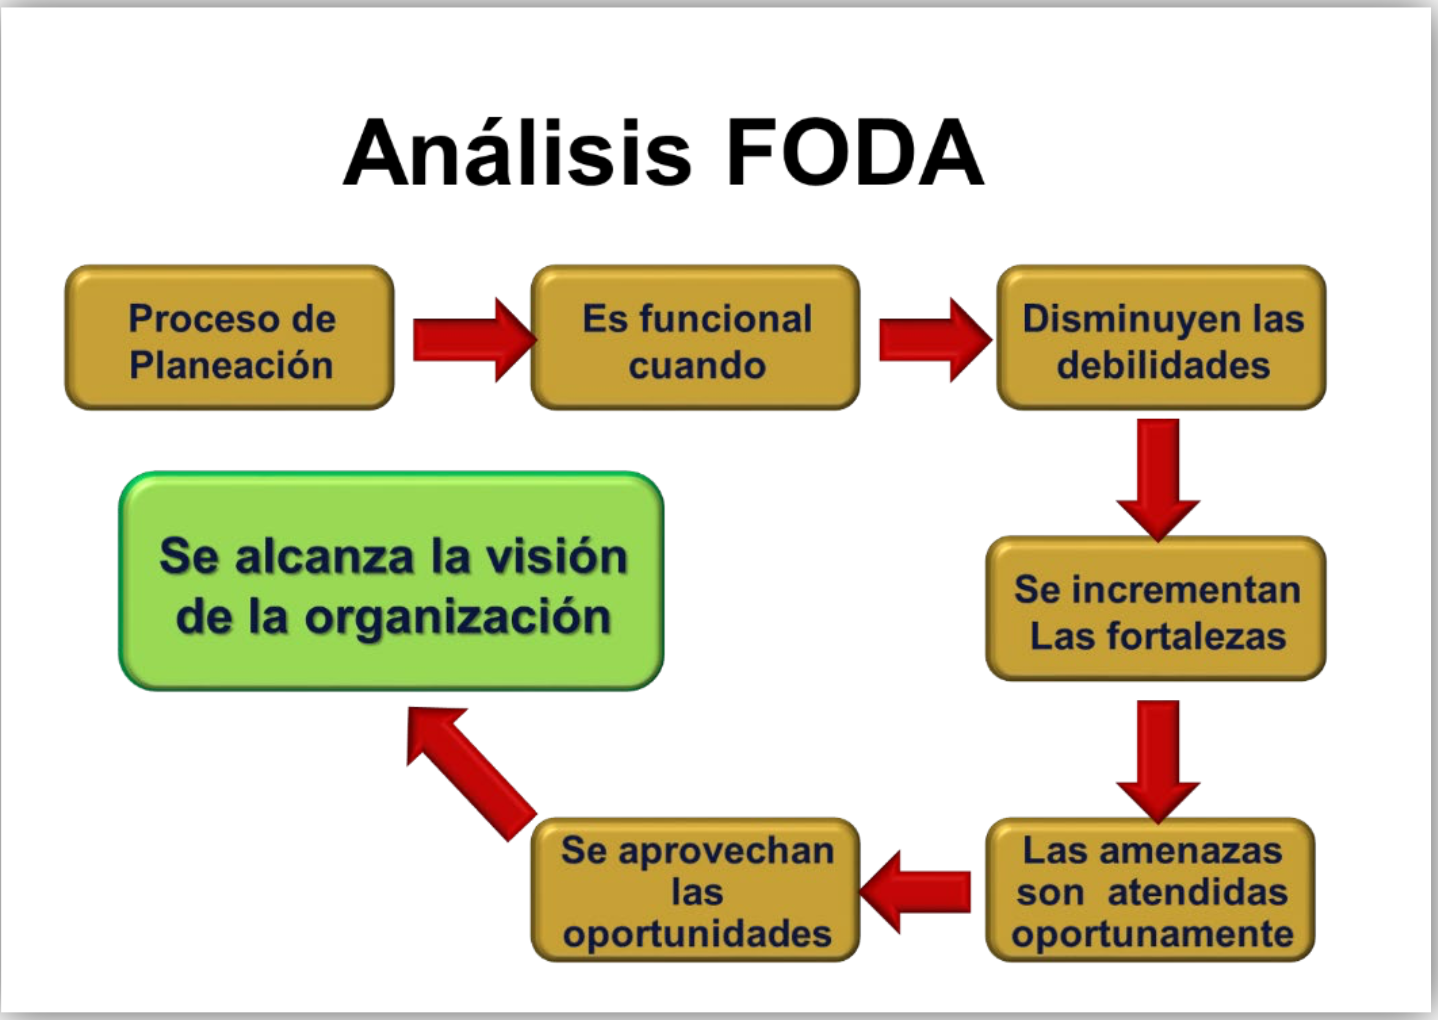 Análisis FODA
Proceso de
Planeación
Es funcional
cuando
Disminuyen las
debilidades
Se incrementan
Las fortalezas
Las amenazas
son atendidas
oportunamente
Se aprovechan
las
oportunidades
Se alcanza la visión
de la organización